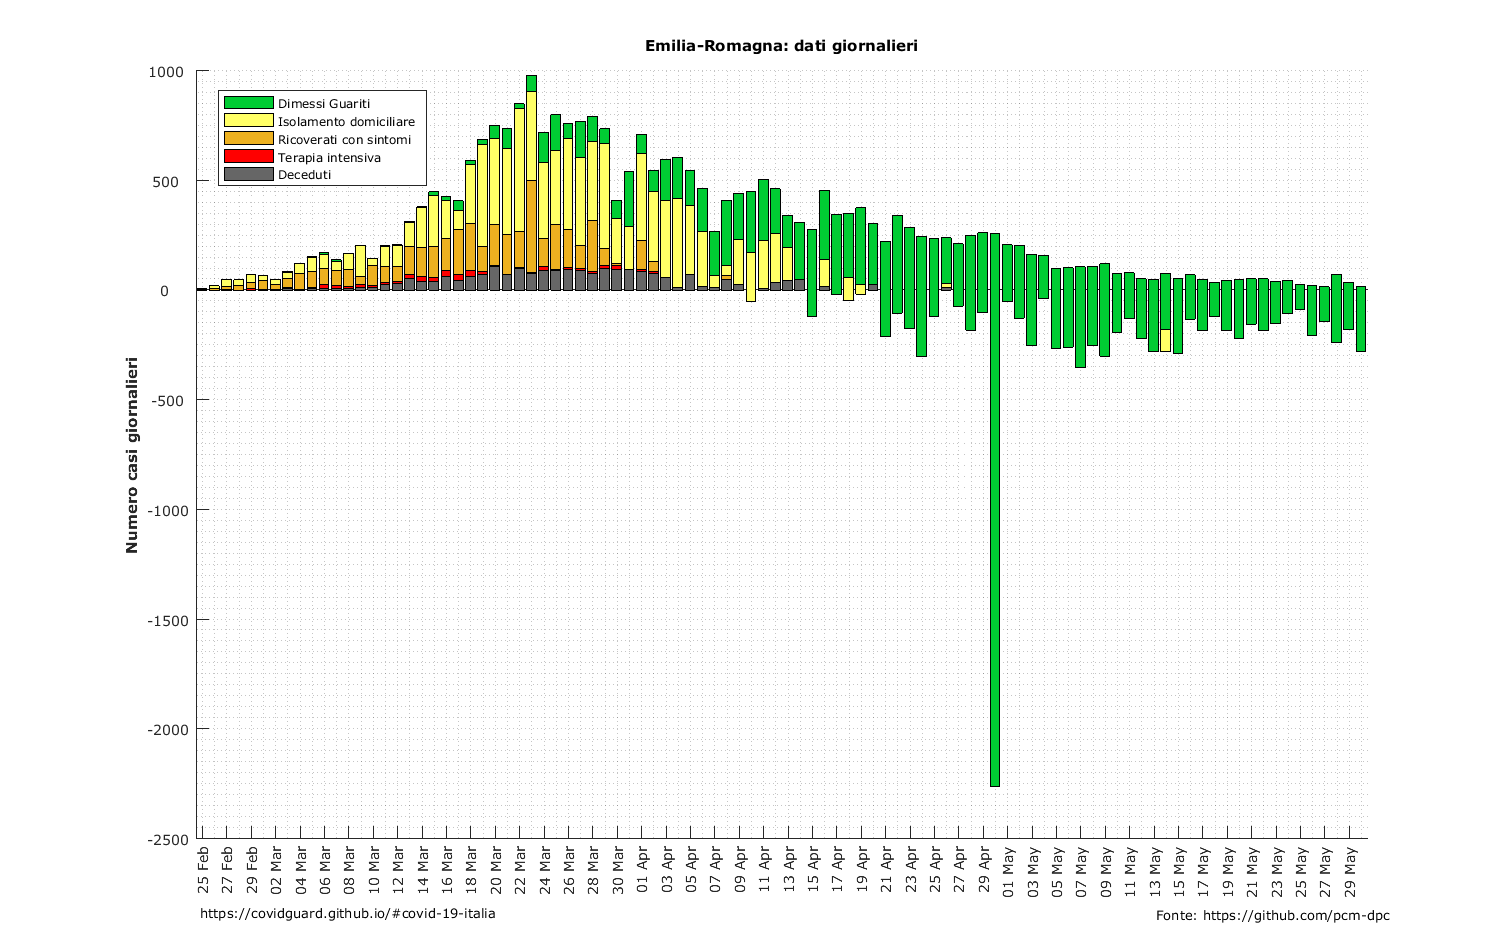 Emilia-Romagna: dati giornalieri
1000
500
0
-500
-1000
-1500
-2000
-2500
Numero casi giornalieri
Dimessi Guariti
Isolamento domiciliare
Ricoverati con sintomi
Terapia intensiva
Deceduti
25 Feb
27 Feb
29 Feb
02 Mar
04 Mar
06 Mar
08 Mar
10 Mar
12 Mar
14 Mar
16 Mar
18 Mar
20 Mar
22 Mar
24 Mar
26 Mar
28 Mar
30 Mar
01 Apr
03 Apr
05 Apr
07 Apr
09 Apr
11 Apr
13 Apr
15 Apr
17 Apr
19 Apr
21 Apr
23 Apr
25 Apr
27 Apr
29 Apr
01 May
03 May
05 May
07 May
09 May
11 May
13 May
15 May
17 May
19 May
21 May
23 May
25 May
27 May
29 May
https://covidguard.github.io/#covid-19-italia
Fonte: https://github.com/pcm-dpc